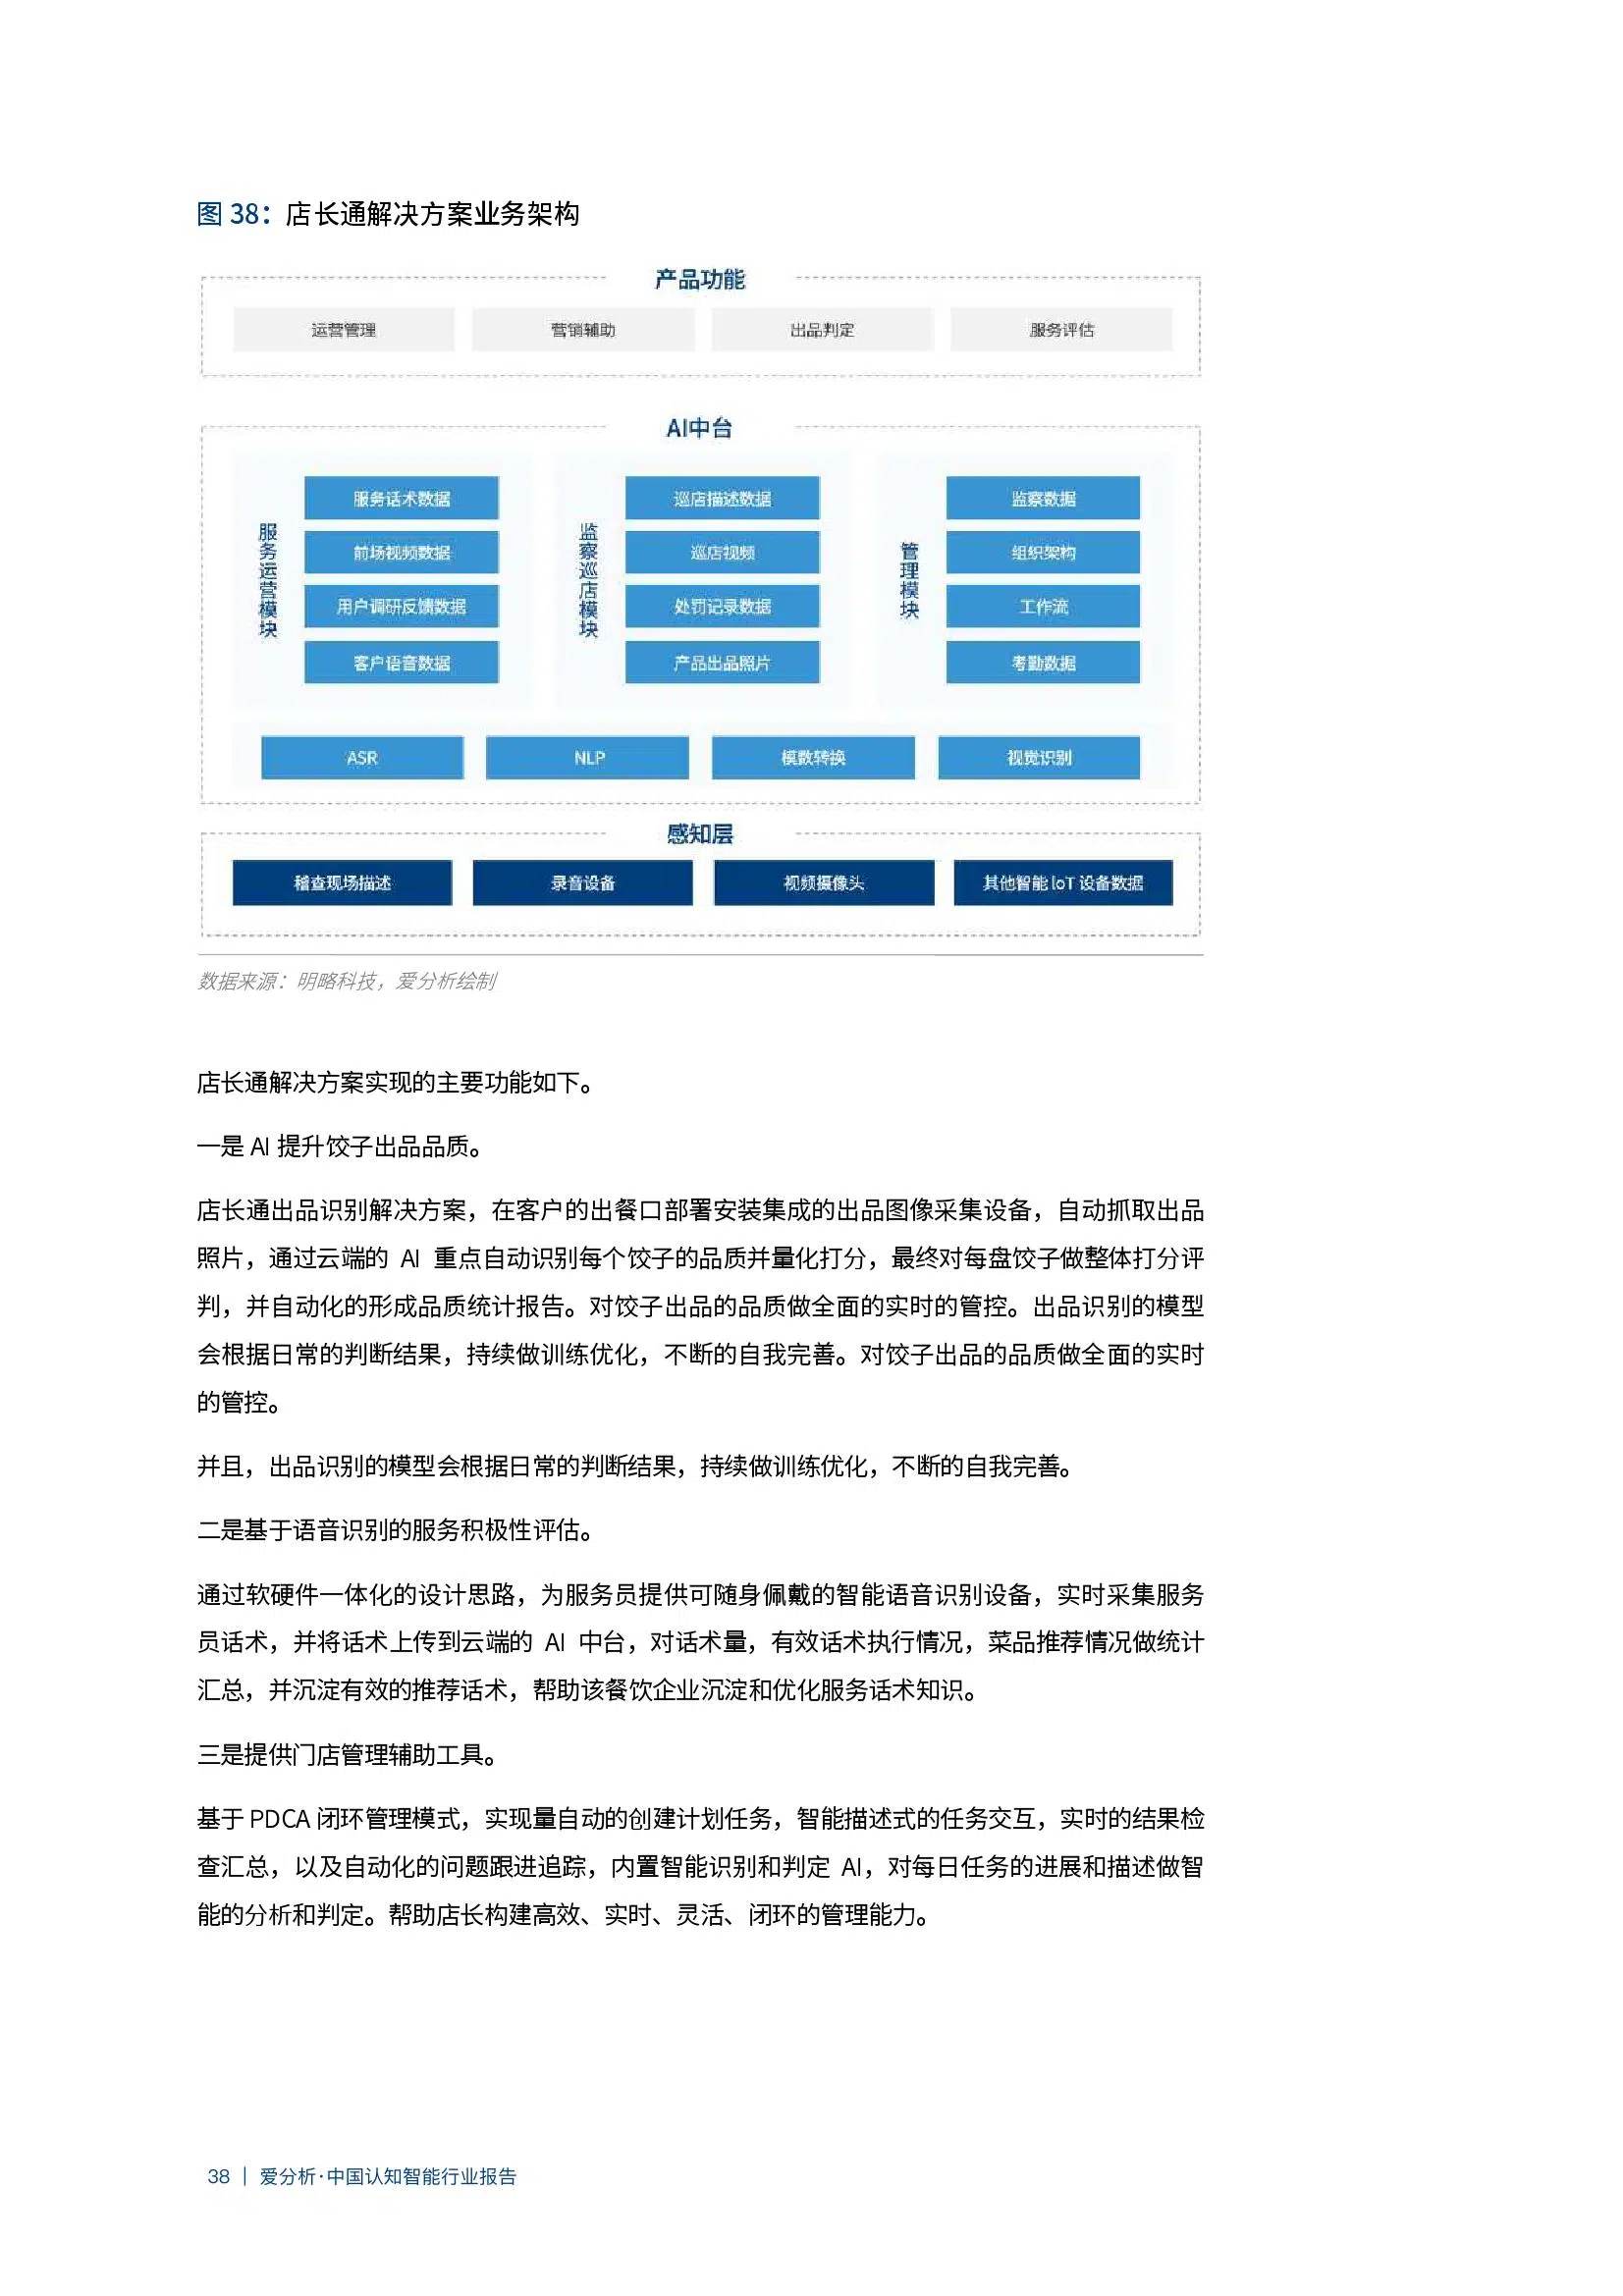 图 38：店长通解决方案业务架构
产品功能
运营管理
营销辅助
出品判定
服务评估
AI中台
服务运营模块
服务话术数据
前场视频数据
用户调研反馈数据
客户语音数据
监察巡店模块
巡店描述数据
巡店视频
处罚记录数据
产品出品照片
管理模块
监察数据
组织架构
工作流
考勤数据
ASR
NLP
模数转换
视觉识别
感知层
稽查现场描述
录音设备
视频摄像头
其他智能 IoT 设备数据
数据来源：明略科技，爱分析绘制
店长通解决方案实现的主要功能如下。
一是 AI 提升饺子出品品质。
店长通出品识别解决方案，在客户的出餐口部署安装集成的出品图像采集设备，自动抓取出品
照片，通过云端的 AI 重点自动识别每个饺子的品质并量化打分，最终对每盘饺子做整体打分评
判，并自动化的形成品质统计报告。对饺子出品的品质做全面的实时的管控。出品识别的模型
会根据日常的判断结果，持续做训练优化，不断的自我完善。对饺子出品的品质做全面的实时
的管控。
并且，出品识别的模型会根据日常的判断结果，持续做训练优化，不断的自我完善。
二是基于语音识别的服务积极性评估。
通过软硬件一体化的设计思路，为服务员提供可随身佩戴的智能语音识别设备，实时采集服务
员话术，并将话术上传到云端的 AI 中台，对话术量，有效话术执行情况，菜品推荐情况做统计
汇总，并沉淀有效的推荐话术，帮助该餐饮企业沉淀和优化服务话术知识。
三是提供门店管理辅助工具。
基于 PDCA 闭环管理模式，实现量自动的创建计划任务，智能描述式的任务交互，实时的结果检
查汇总，以及自动化的问题跟进追踪，内置智能识别和判定 AI，对每日任务的进展和描述做智
能的分析和判定。帮助店长构建高效、实时、灵活、闭环的管理能力。
38 | 爱分析·中国认知智能行业报告